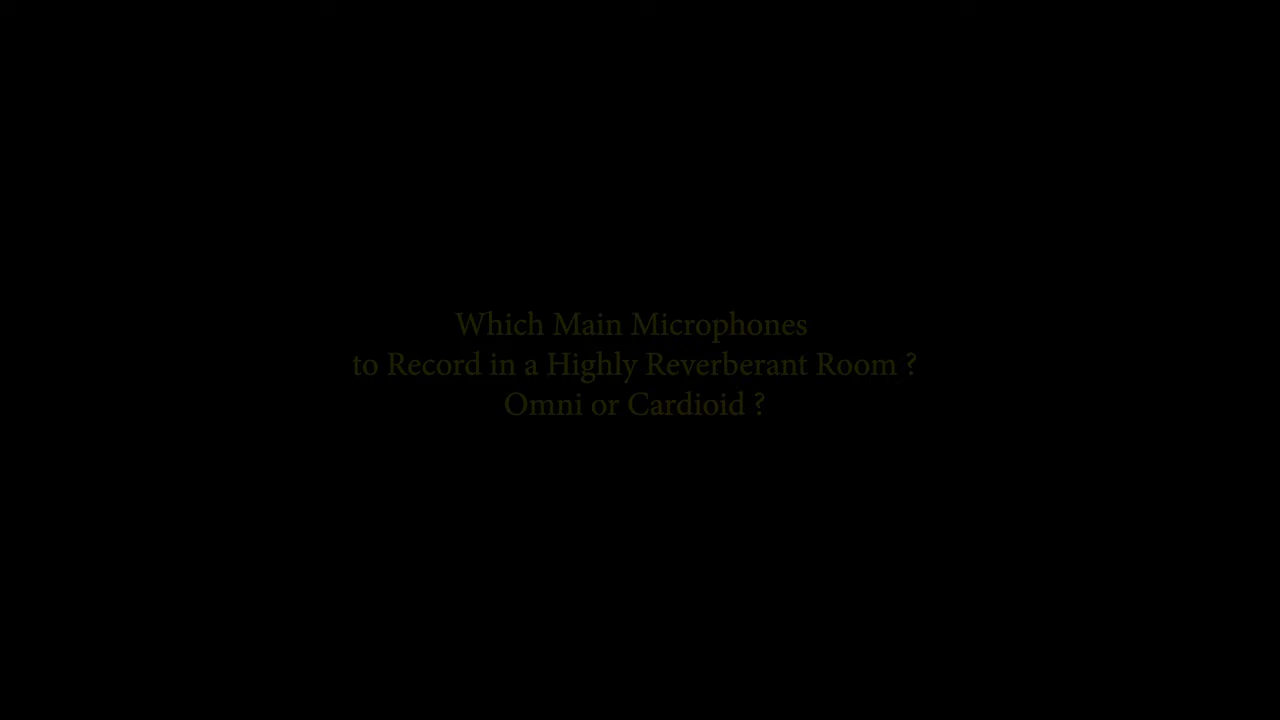 Which Main Microphones
to Record in a Highly Reverberant Room ?
Omni or Cardioid ?